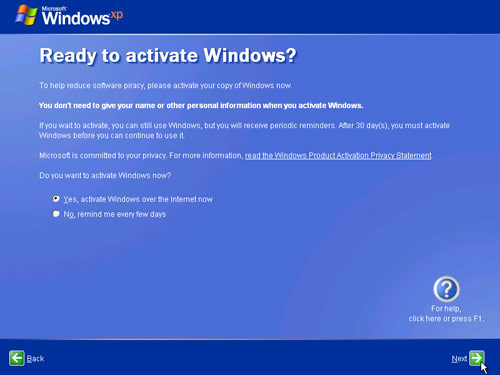 Microsoft
Windows xp
Ready to activate Windows?
To help reduce software piracy, please activate your copy of Windows now.
You don't need to give your name or other personal information when you activate Windows.
If you wait to activate, you can still use Windows, but you will receive periodic reminders. After 30 day(s), you must activate
Windows before you can continue to use it.
Microsoft is committed to your privacy. For more information, read the Windows Product Activation Privacy Statement.
Do you want to activate Windows now?
Yes, activate Windows over the Internet now
No, remind me every few days
For help,
click here or press F1.
Back
Next